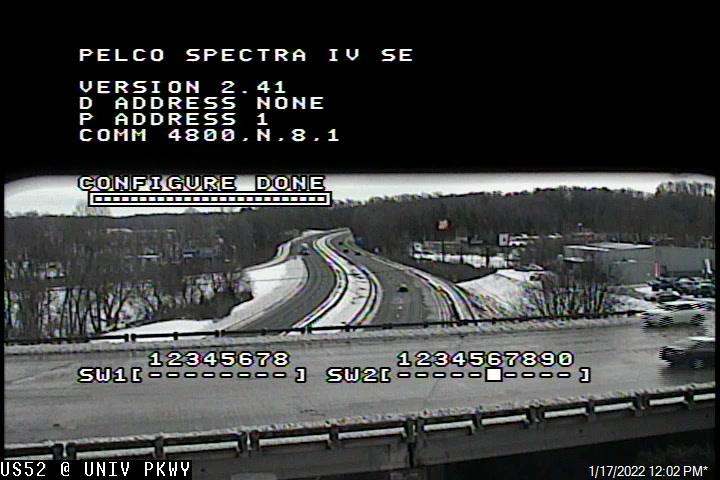 PELCO SPECTRA IV SE
VERSION 2.41
D ADDRESS NONE
P ADDRESS 1
COMM 4800,N,8,1
CONFIGURE DONE
12345678 1234567890
SW1[--------] SW2[-----■----]
US52 @ UNIV PKWY
1/17/2022 12:02 PM*